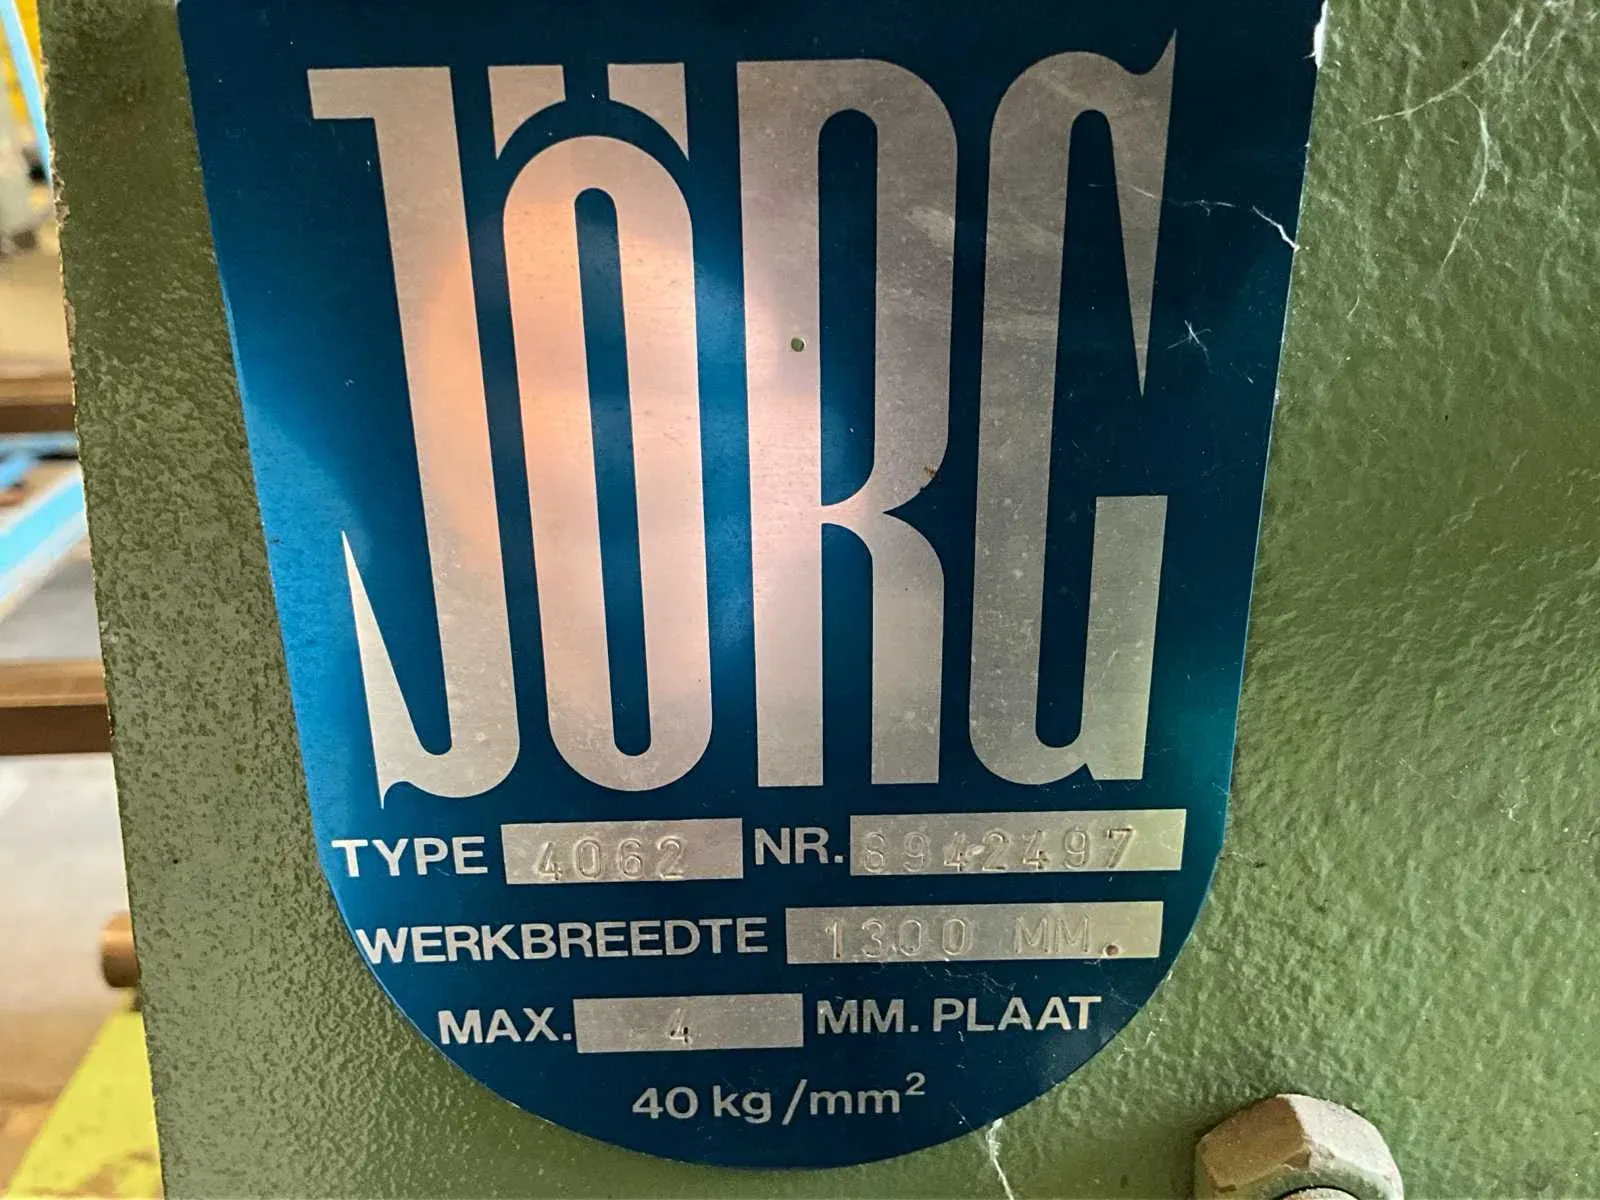 JÖRG
TYPE 4062 NR. 6942497
WERKBREEDTE 1300 MM.
MAX. 4 MM. PLAAT
40 kg/mm²